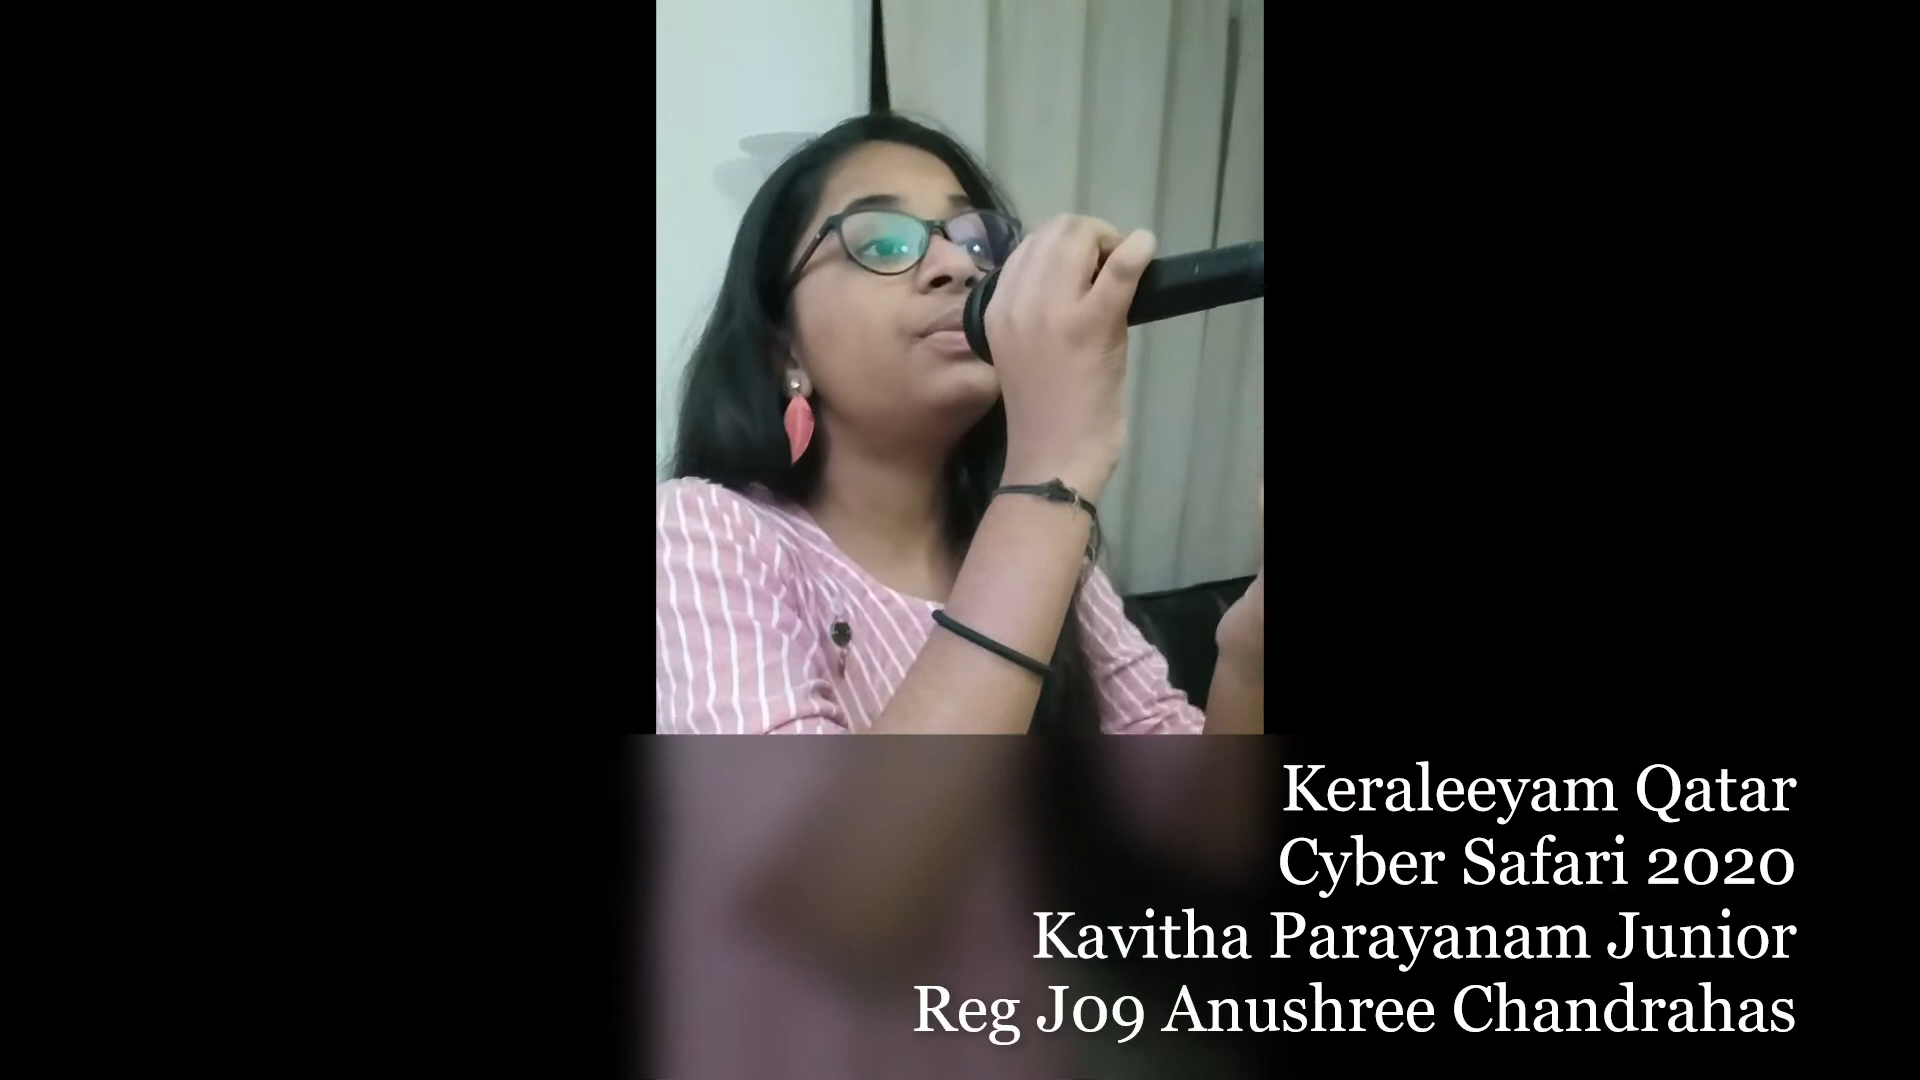 Keraleeyam Qatar
Cyber Safari 2020
Kavitha Parayanam Junior
Reg J09 Anushree Chandrahas